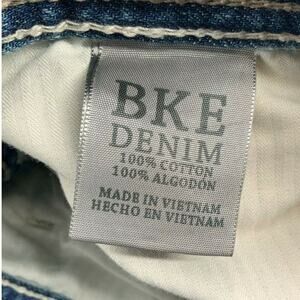 BKE
DENIM
100% COTTON
100% ALGODÓN
MADE IN VIETNAM
HECHO EN VIETNAM